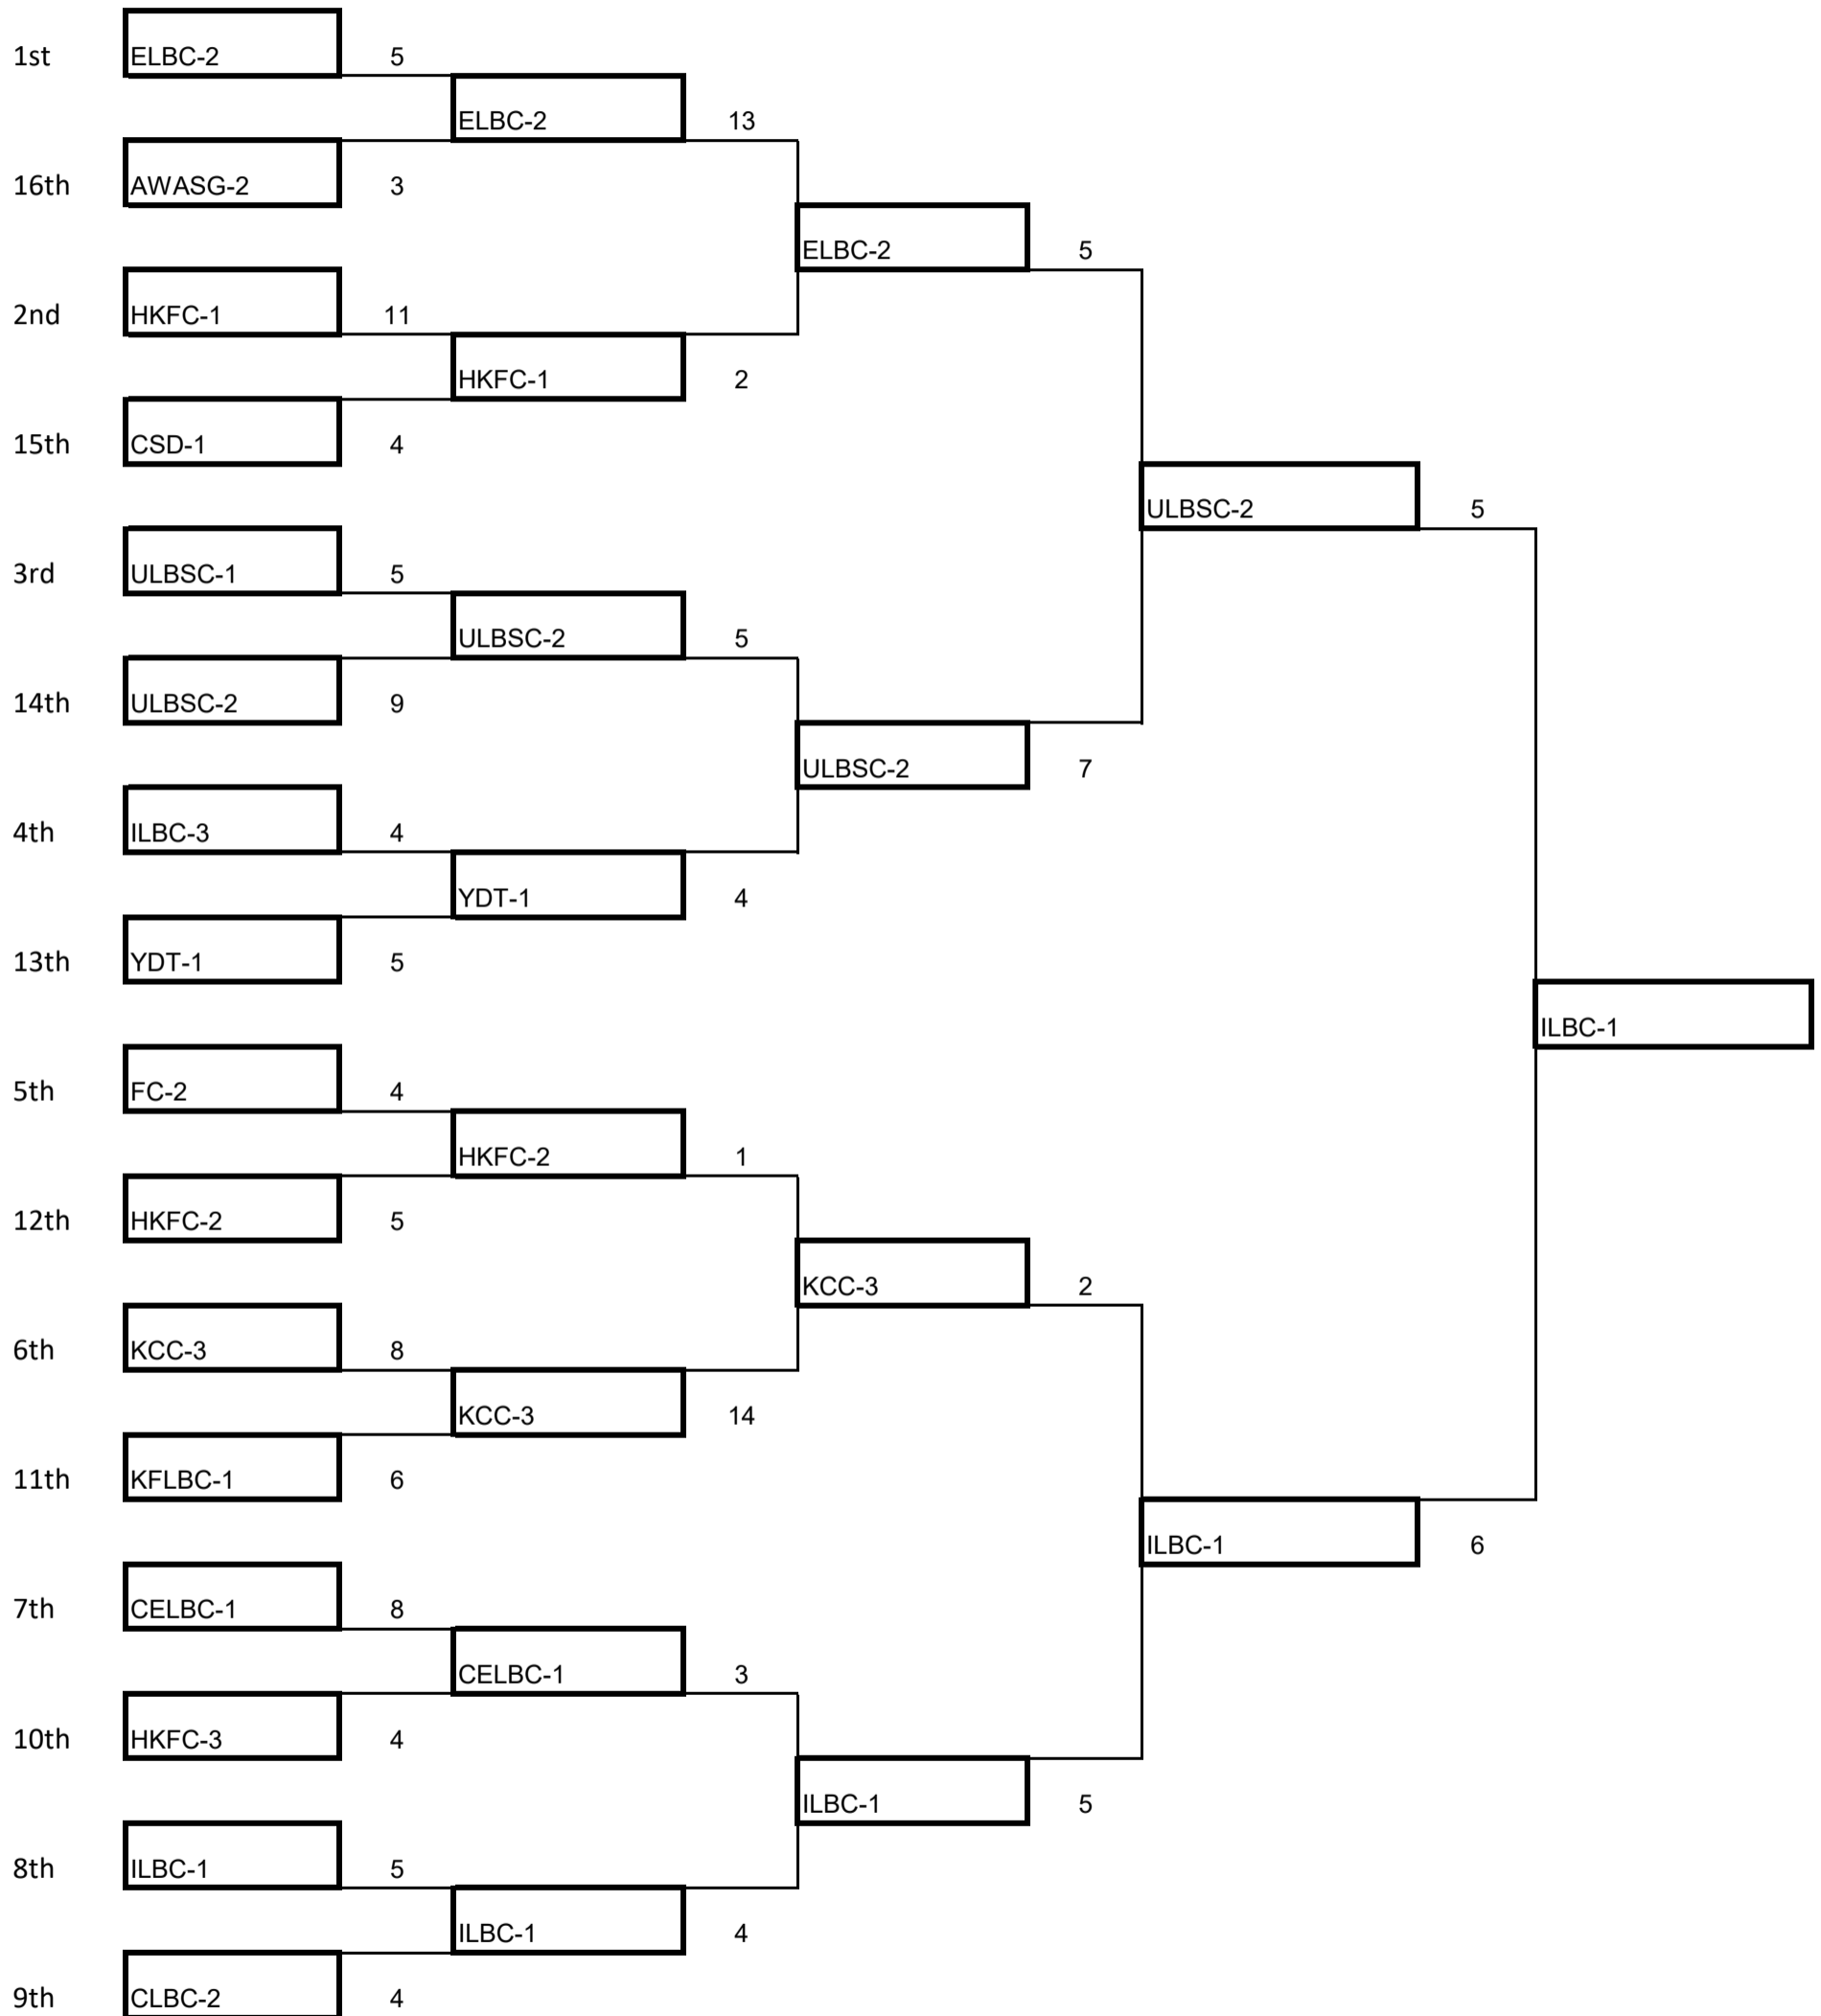 1st ELBC-2 5
ELBC-2 13
16th AWASG-2 3
ELBC-2 5
2nd HKFC-1 11
HKFC-1 2
15th CSD-1 4
ULBSC-2 5
3rd ULBSC-1 5
ULBSC-2 5
14th ULBSC-2 9
ULBSC-2 7
4th ILBC-3 4
YDT-1 4
13th YDT-1 5
ILBC-1
5th FC-2 4
HKFC-2 1
12th HKFC-2 5
KCC-3 2
6th KCC-3 8
KCC-3 14
11th KFLBC-1 6
ILBC-1 6
7th CELBC-1 8
CELBC-1 3
10th HKFC-3 4
ILBC-1 5
8th ILBC-1 5
ILBC-1 4
9th CLBC-2 4